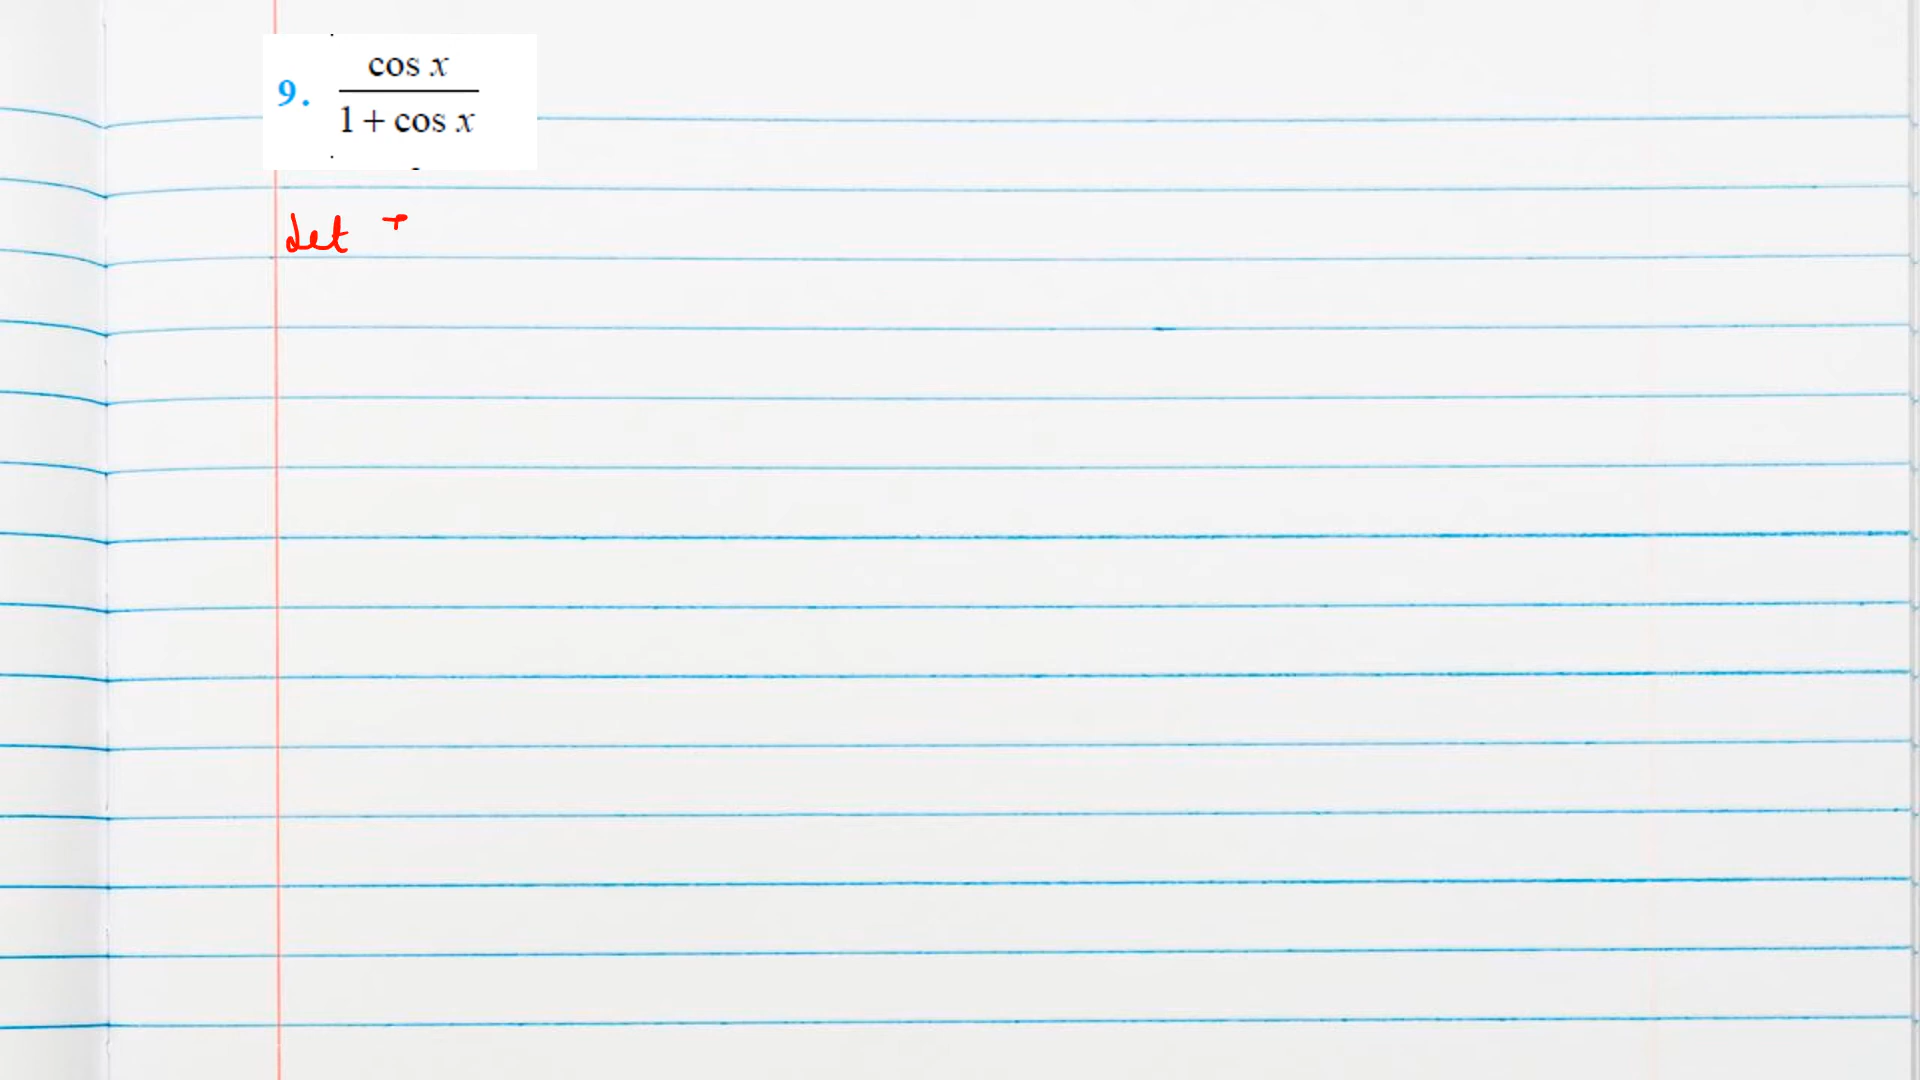 9. cos x / 1 + cos x
Let